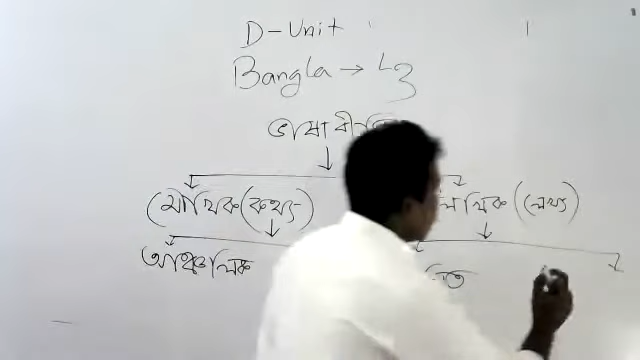 D-Unit
Bangla → L3
ভাষা
মৌখিক (কথ্য) লিখিত (লেখ্য)
আঞ্চলিক